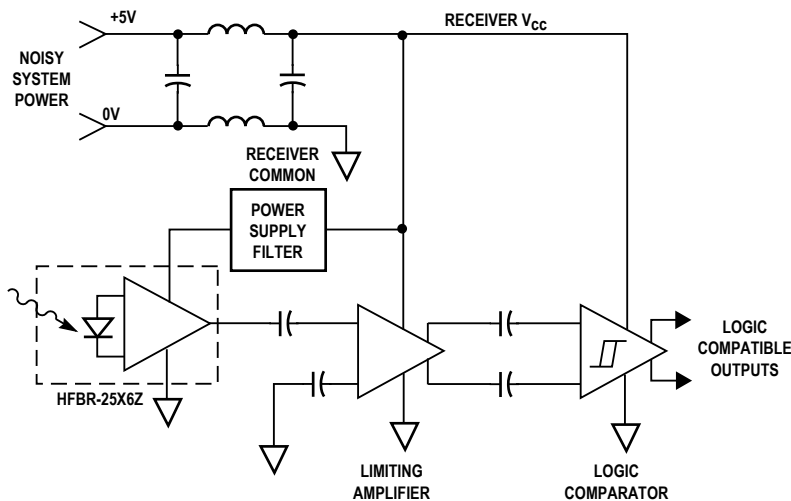 +5V
RECEIVER Vcc
NOISY
SYSTEM
POWER
0V
RECEIVER
COMMON
POWER
SUPPLY
FILTER
LOGIC
COMPATIBLE
OUTPUTS
HFBR-25X6Z
LIMITING
AMPLIFIER
LOGIC
COMPARATOR